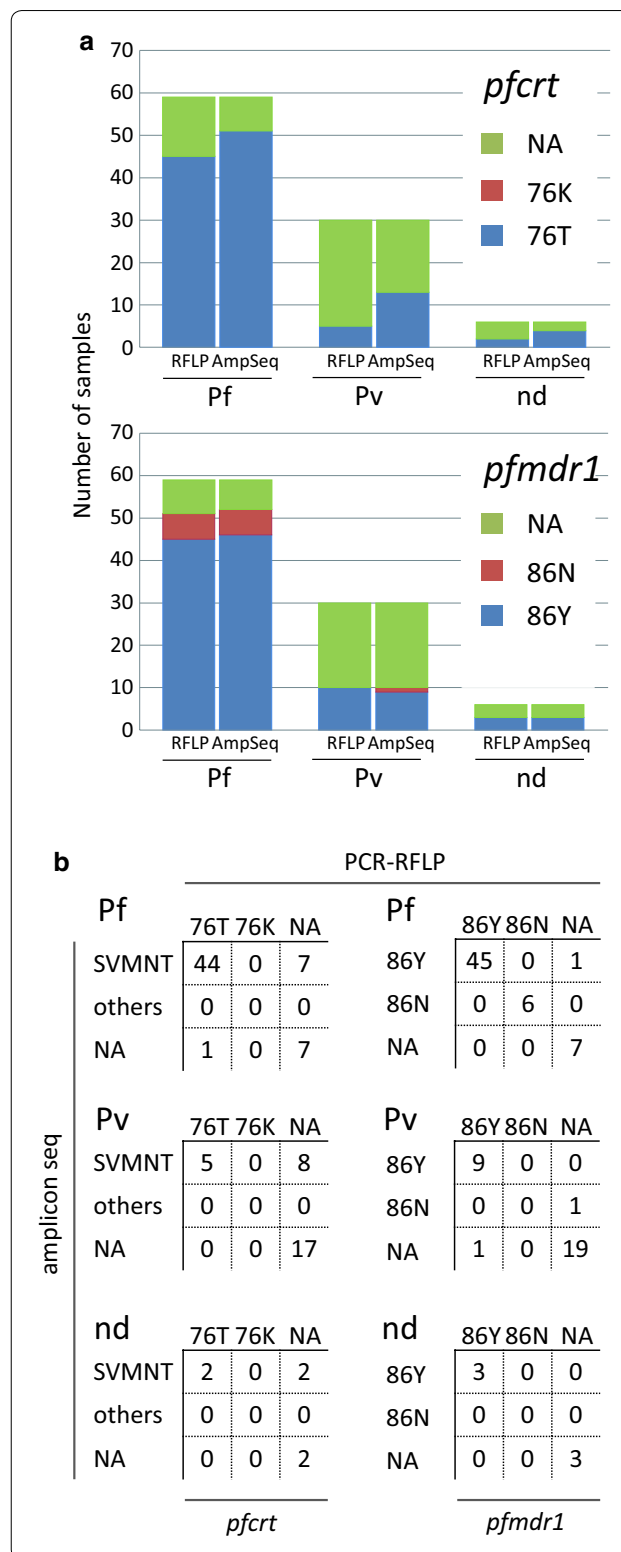 a
Number of samples
70
60
50
40
30
20
10
0
pfcrt
NA
76K
76T
RFLP AmpSeq RFLP AmpSeq RFLP AmpSeq
Pf Pv nd
70
60
50
40
30
20
10
0
pfmdr1
NA
86N
86Y
RFLP AmpSeq RFLP AmpSeq RFLP AmpSeq
Pf Pv nd
b
PCR-RFLP
amplicon seq
Pf
76T 76K NA
SVMNT 44 0 7
others 0 0 0
NA 1 0 7
Pf
86Y 86N NA
86Y 45 0 1
86N 0 6 0
NA 0 0 7
Pv
76T 76K NA
SVMNT 5 0 8
others 0 0 0
NA 0 0 17
Pv
86Y 86N NA
86Y 9 0 0
86N 0 0 1
NA 1 0 19
nd
76T 76K NA
SVMNT 2 0 2
others 0 0 0
NA 0 0 2
nd
86Y 86N NA
86Y 3 0 0
86N 0 0 0
NA 0 0 3
pfcrt
pfmdr1